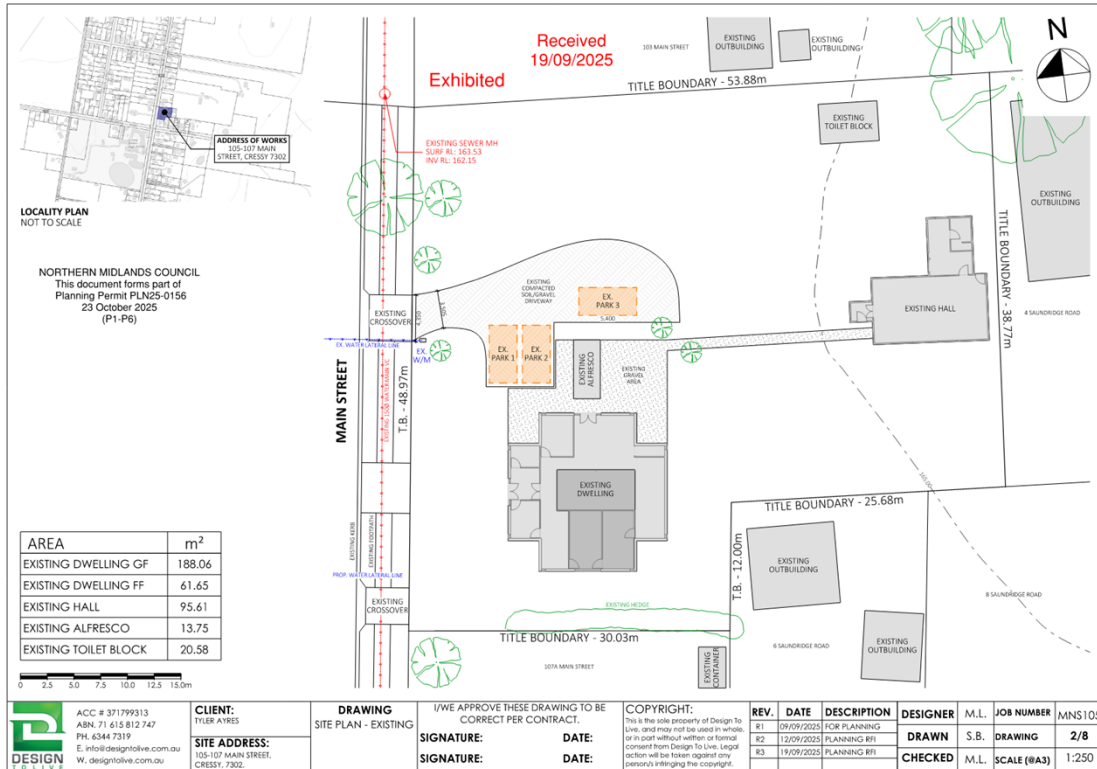 Received
19/09/2025
Exhibited
N
103 MAIN STREET
EXISTING
OUTBUILDING
EXISTING
OUTBUILDING
TITLE BOUNDARY - 53.88m
EXISTING
TOILET BLOCK
EXISTING
OUTBUILDING
ADDRESS OF WORKS
105-107 MAIN
STREET, CRESSY 7302
LOCALITY PLAN
NOT TO SCALE
EXISTING SEWER MH
SURF RL: 163.53
INV RL: 162.15
NORTHERN MIDLANDS COUNCIL
This document forms part of
Planning Permit PLN25-0156
23 October 2025
(P1-P6)
EXISTING
CROSSOVER
4,350
3,505
EXISTING
COMPACTED
SOIL/GRAVEL
DRIVEWAY
EX.
PARK 3
5,400
EX.
PARK 1
EX.
PARK 2
EX. WATER LATERAL LINE
EX.
W/M
EXISTING
ALFRESCO
EXISTING
GRAVEL
AREA
EXISTING HALL
TITLE BOUNDARY - 38.77m
4 SAUNDRIDGE ROAD
MAIN STREET
T.B. - 48.97m
EXISTING
DWELLING
TITLE BOUNDARY - 25.68m
T.B. - 12.00m
EXISTING
OUTBUILDING
8 SAUNDRIDGE ROAD
6 SAUNDRIDGE ROAD
EXISTING
OUTBUILDING
EXISTING KERB
EXISTING FOOTPATH
PROP. WATER LATERAL LINE
EXISTING
CROSSOVER
EXISTING HEDGE
TITLE BOUNDARY - 30.03m
107A MAIN STREET
EXISTING
CONTAINER
AREA m²
EXISTING DWELLING GF 188.06
EXISTING DWELLING FF 61.65
EXISTING HALL 95.61
EXISTING ALFRESCO 13.75
EXISTING TOILET BLOCK 20.58
0 2.5 5.0 7.5 10.0 12.5 15.0m
DESIGN
TO LIVE
ACC # 371799313
ABN. 71 615 812 747
PH. 6344 7319
E. info@designtolive.com.au
W. designtolive.com.au
CLIENT:
TYLER AYRES
SITE ADDRESS:
105-107 MAIN STREET,
CRESSY, 7302.
DRAWING
SITE PLAN - EXISTING
I/WE APPROVE THESE DRAWING TO BE
CORRECT PER CONTRACT.
SIGNATURE: DATE:
SIGNATURE: DATE:
COPYRIGHT:
This is the sole property of Design To
Live, and may not be used in whole,
or in part without written or formal
consent from Design To Live. Legal
action will be taken against any
person/s infringing the copyright.
REV. DATE DESCRIPTION
R1 09/09/2025 FOR PLANNING
R2 12/09/2025 PLANNING RFI
R3 19/09/2025 PLANNING RFI
DESIGNER M.L. JOB NUMBER MNS105
DRAWN S.B. DRAWING 2/8
CHECKED M.L. SCALE (@A3) 1:250